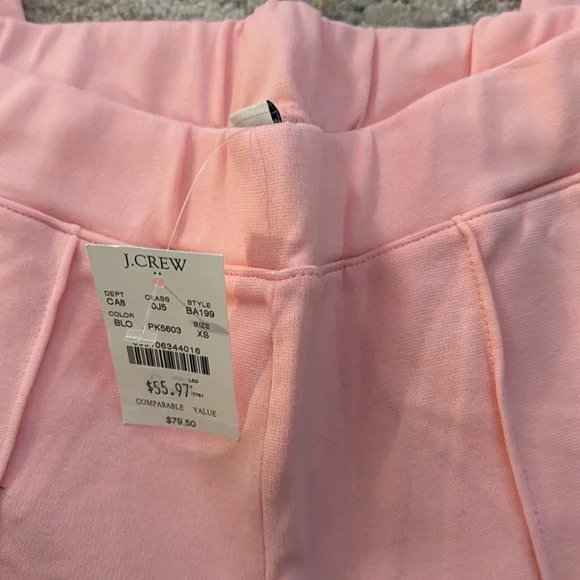 J.CREW
DEPT CLASS STYLE
CA8 0J5 BA199
COLOR SIZE
BLO PK5603 XS
06344016
$55.97
COMPARABLE VALUE
$79.50